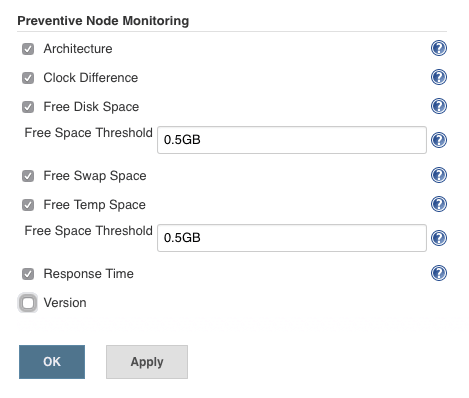 Preventive Node Monitoring
Architecture
Clock Difference
Free Disk Space
Free Space Threshold 0.5GB
Free Swap Space
Free Temp Space
Free Space Threshold 0.5GB
Response Time
Version
OK Apply